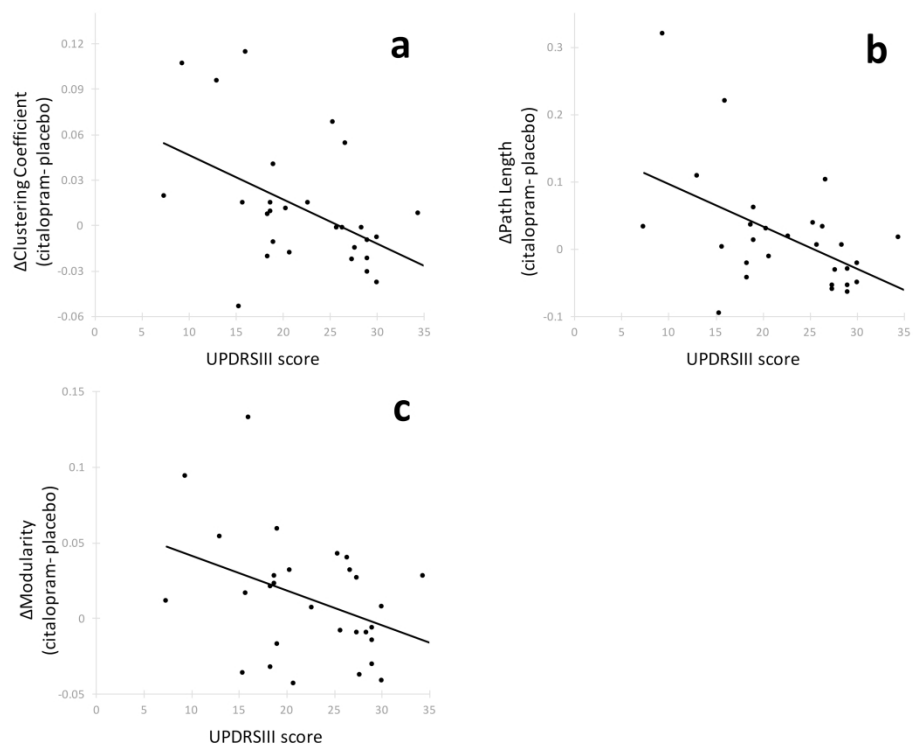 a
ΔClustering Coefficient
(citalopram- placebo)
0.12
0.09
0.06
0.03
0
-0.03
-0.06
0 5 10 15 20 25 30 35
UPDRSIII score
b
ΔPath Length
(citalopram- placebo)
0.3
0.2
0.1
0
-0.1
0 5 10 15 20 25 30 35
UPDRSIII score
c
ΔModularity
(citalopram- placebo)
0.15
0.1
0.05
0
-0.05
0 5 10 15 20 25 30 35
UPDRSIII score